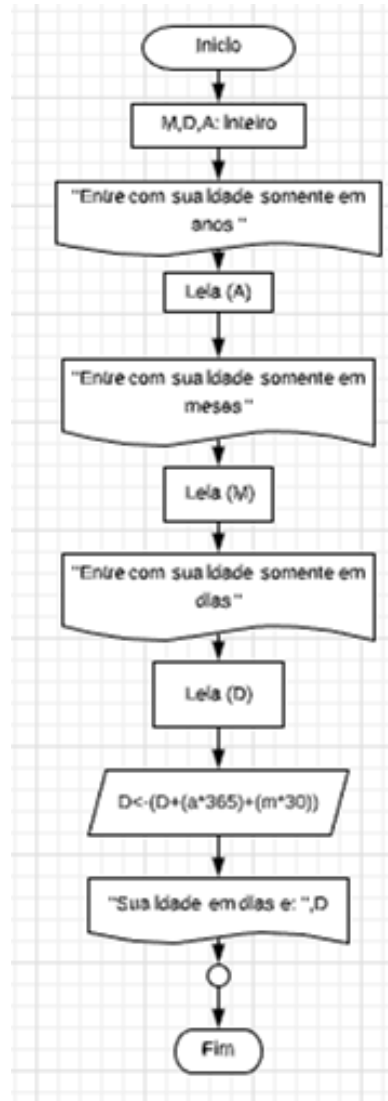 Inicio
M,D,A: Inteiro
"Entre com sua idade somente em
anos "
Leia (A)
"Entre com sua idade somente em
meses "
Leia (M)
"Entre com sua idade somente em
dias "
Leia (D)
D<-(D+(a*365)+(m*30))
"Sua idade em dias e: ",D
Fim